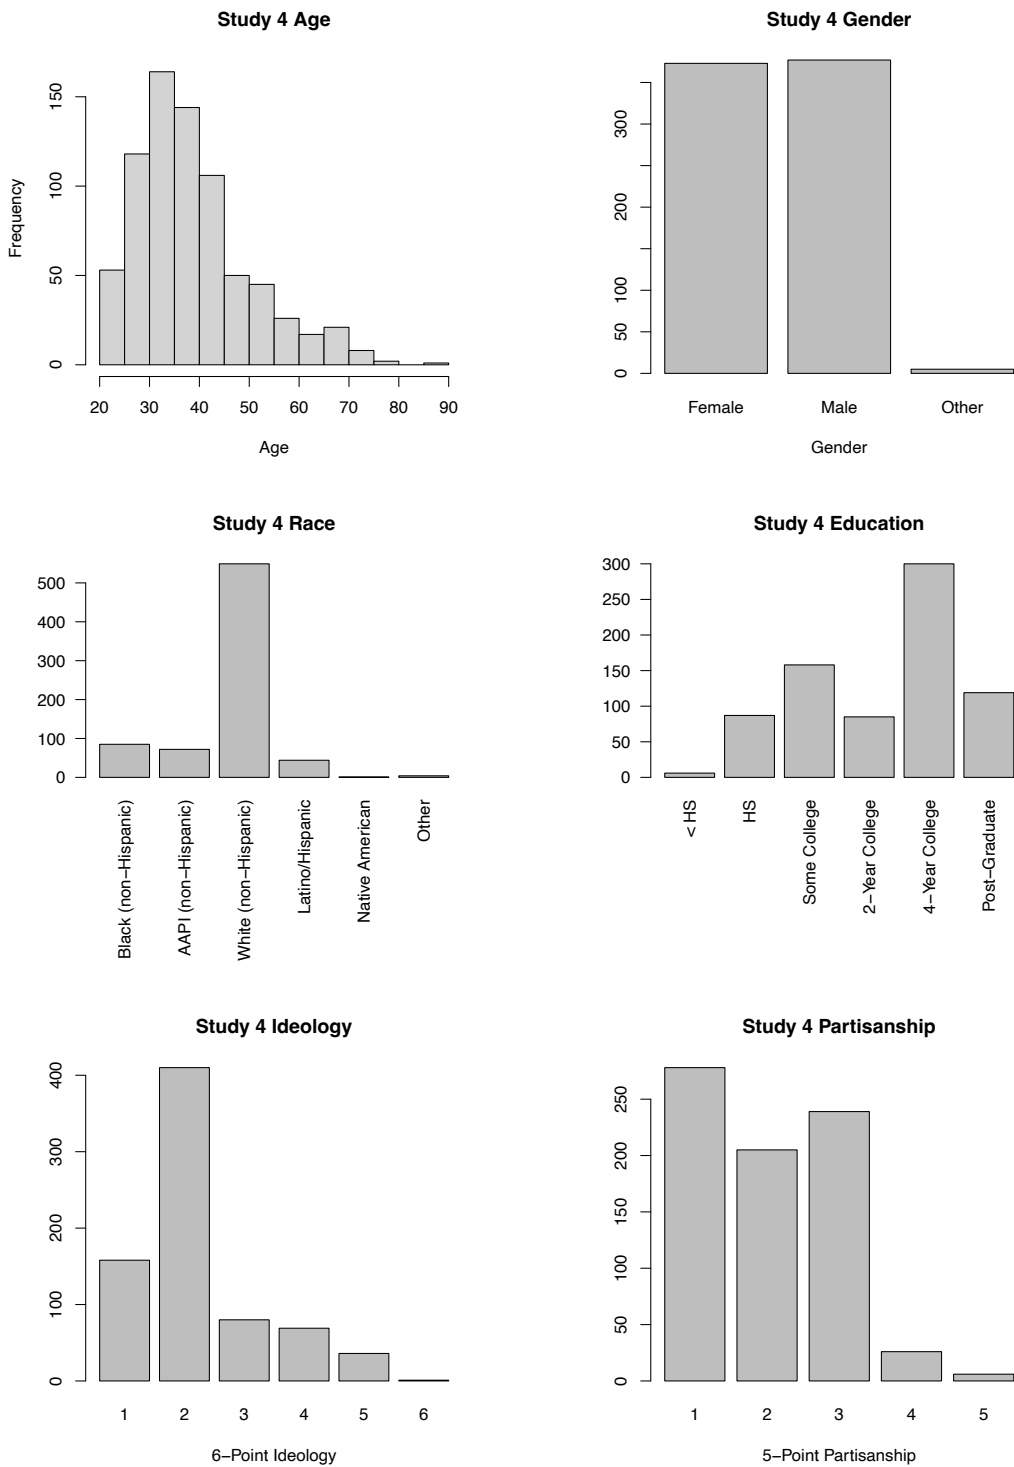 Study 4 Age
Frequency
150
100
50
0
20 30 40 50 60 70 80 90
Age
Study 4 Gender
300
200
100
50
0
Female Male Other
Gender
Study 4 Race
500
400
300
200
100
0
Black (non−Hispanic)
AAPI (non−Hispanic)
White (non−Hispanic)
Latino/Hispanic
Native American
Other
Study 4 Education
300
250
200
150
100
50
0
< HS
HS
Some College
2−Year College
4−Year College
Post−Graduate
Study 4 Ideology
400
300
200
100
0
1 2 3 4 5 6
6−Point Ideology
Study 4 Partisanship
250
200
150
100
50
0
1 2 3 4 5
5−Point Partisanship